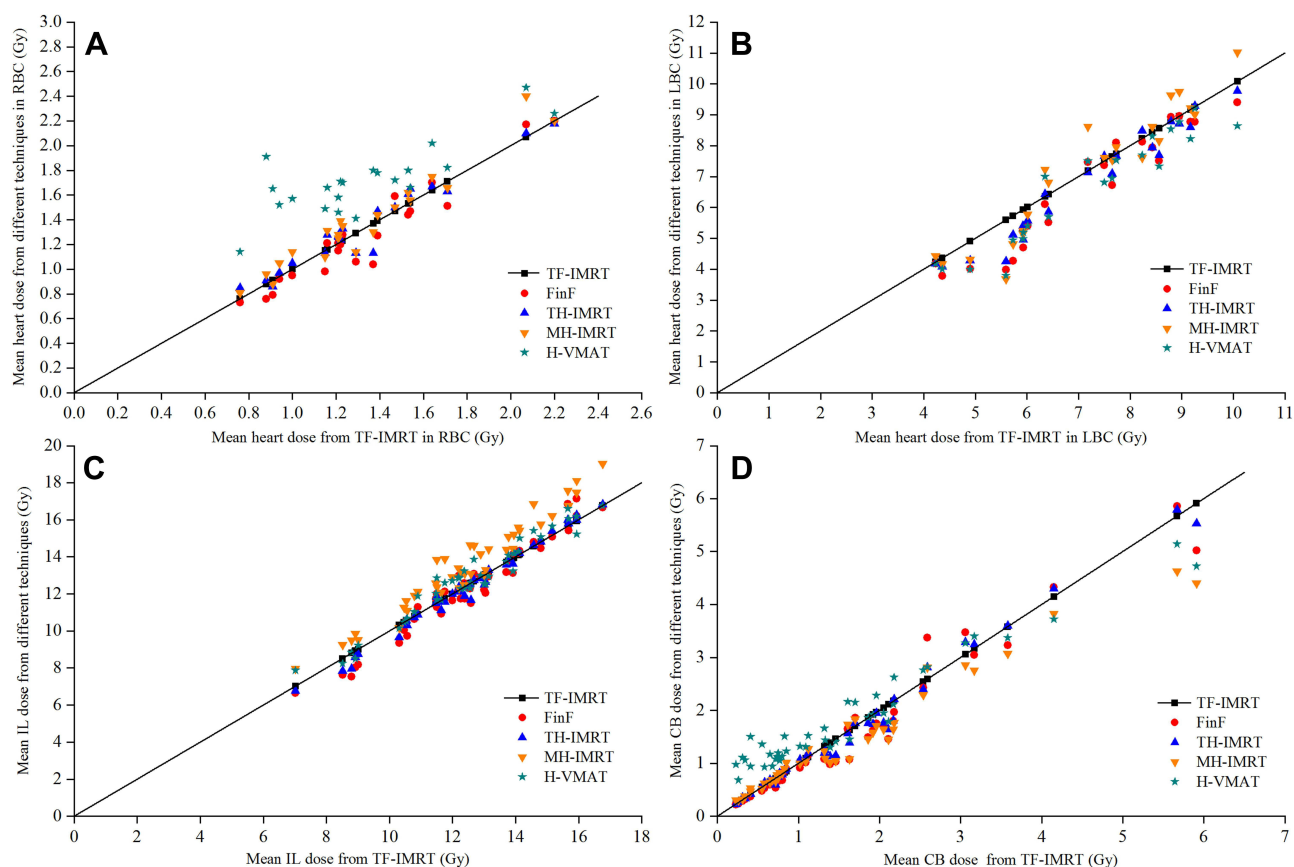 A
Mean heart dose from different techniques in RBC (Gy)
3.0
2.8
2.6
2.4
2.2
2.0
1.8
1.6
1.4
1.2
1.0
0.8
0.6
0.4
0.2
0.0
TF-IMRT
FinF
TH-IMRT
MH-IMRT
H-VMAT
0.0 0.2 0.4 0.6 0.8 1.0 1.2 1.4 1.6 1.8 2.0 2.2 2.4 2.6
Mean heart dose from TF-IMRT in RBC (Gy)
B
Mean heart dose from different techniques in LBC (Gy)
12
11
10
9
8
7
6
5
4
3
2
1
0
TF-IMRT
FinF
TH-IMRT
MH-IMRT
H-VMAT
0 1 2 3 4 5 6 7 8 9 10 11
Mean heart dose from TF-IMRT in LBC (Gy)
C
Mean IL dose from different techniques (Gy)
20
18
16
14
12
10
8
6
4
2
0
TF-IMRT
FinF
TH-IMRT
MH-IMRT
H-VMAT
0 2 4 6 8 10 12 14 16 18
Mean IL dose from TF-IMRT (Gy)
D
Mean CB dose from different techniques (Gy)
7
6
5
4
3
2
1
0
TF-IMRT
FinF
TH-IMRT
MH-IMRT
H-VMAT
0 1 2 3 4 5 6 7
Mean CB dose from TF-IMRT (Gy)